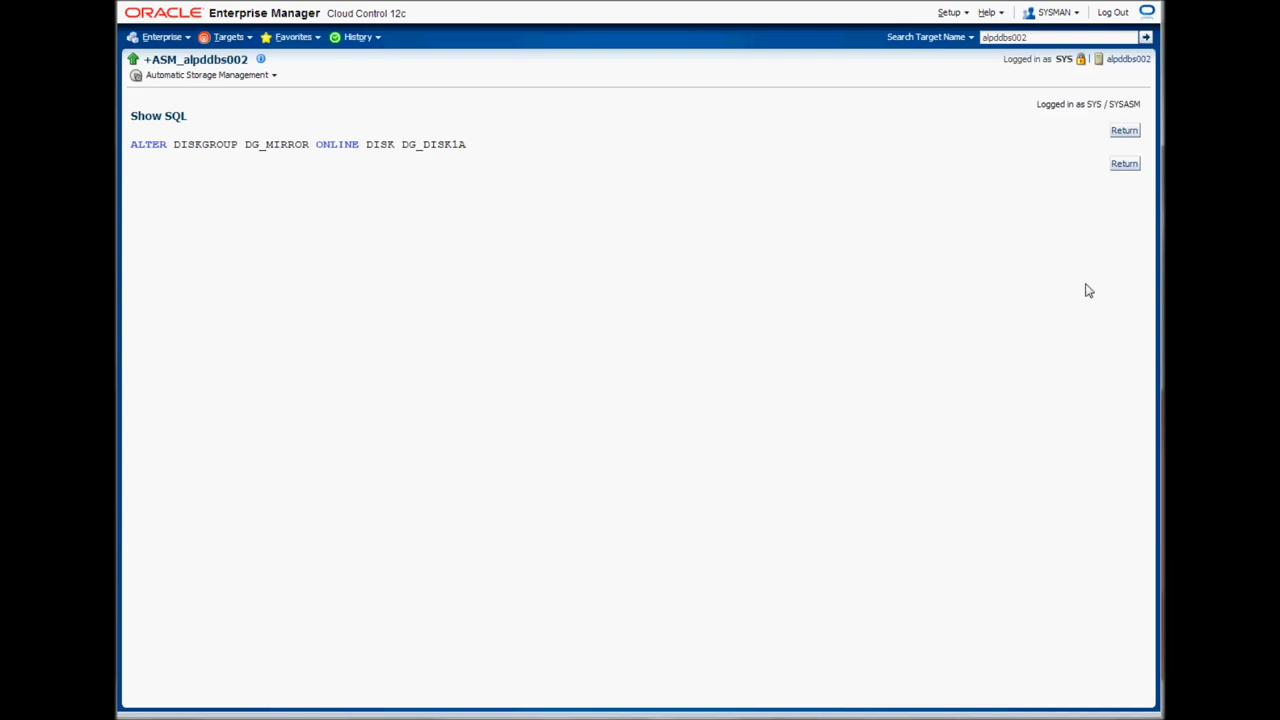 ORACLE Enterprise Manager Cloud Control 12c Setup Help SYSMAN Log Out
Enterprise Targets Favorites History Search Target Name alpddbs002
+ASM_alpddbs002 Logged in as SYS alpddbs002
Automatic Storage Management
Logged in as SYS / SYSASM
Show SQL
Return
ALTER DISKGROUP DG_MIRROR ONLINE DISK DG_DISK1A
Return